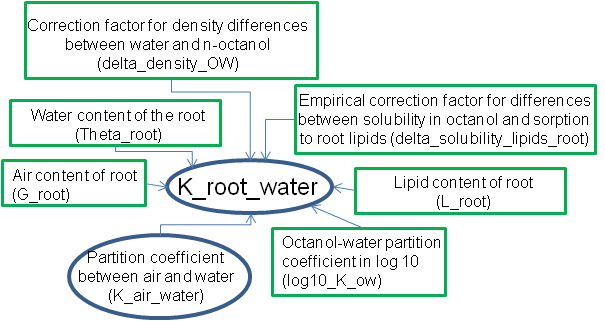 Correction factor for density differences
between water and n-octanol
(delta_density_OW)
Water content of the root
(Theta_root)
Empirical correction factor for differences
between solubility in octanol and sorption
to root lipids (delta_solubility_lipids_root)
Air content of root
(G_root)
K_root_water
Lipid content of root
(L_root)
Partition coefficient
between air and water
(K_air_water)
Octanol-water partition
coefficient in log 10
(log10_K_ow)